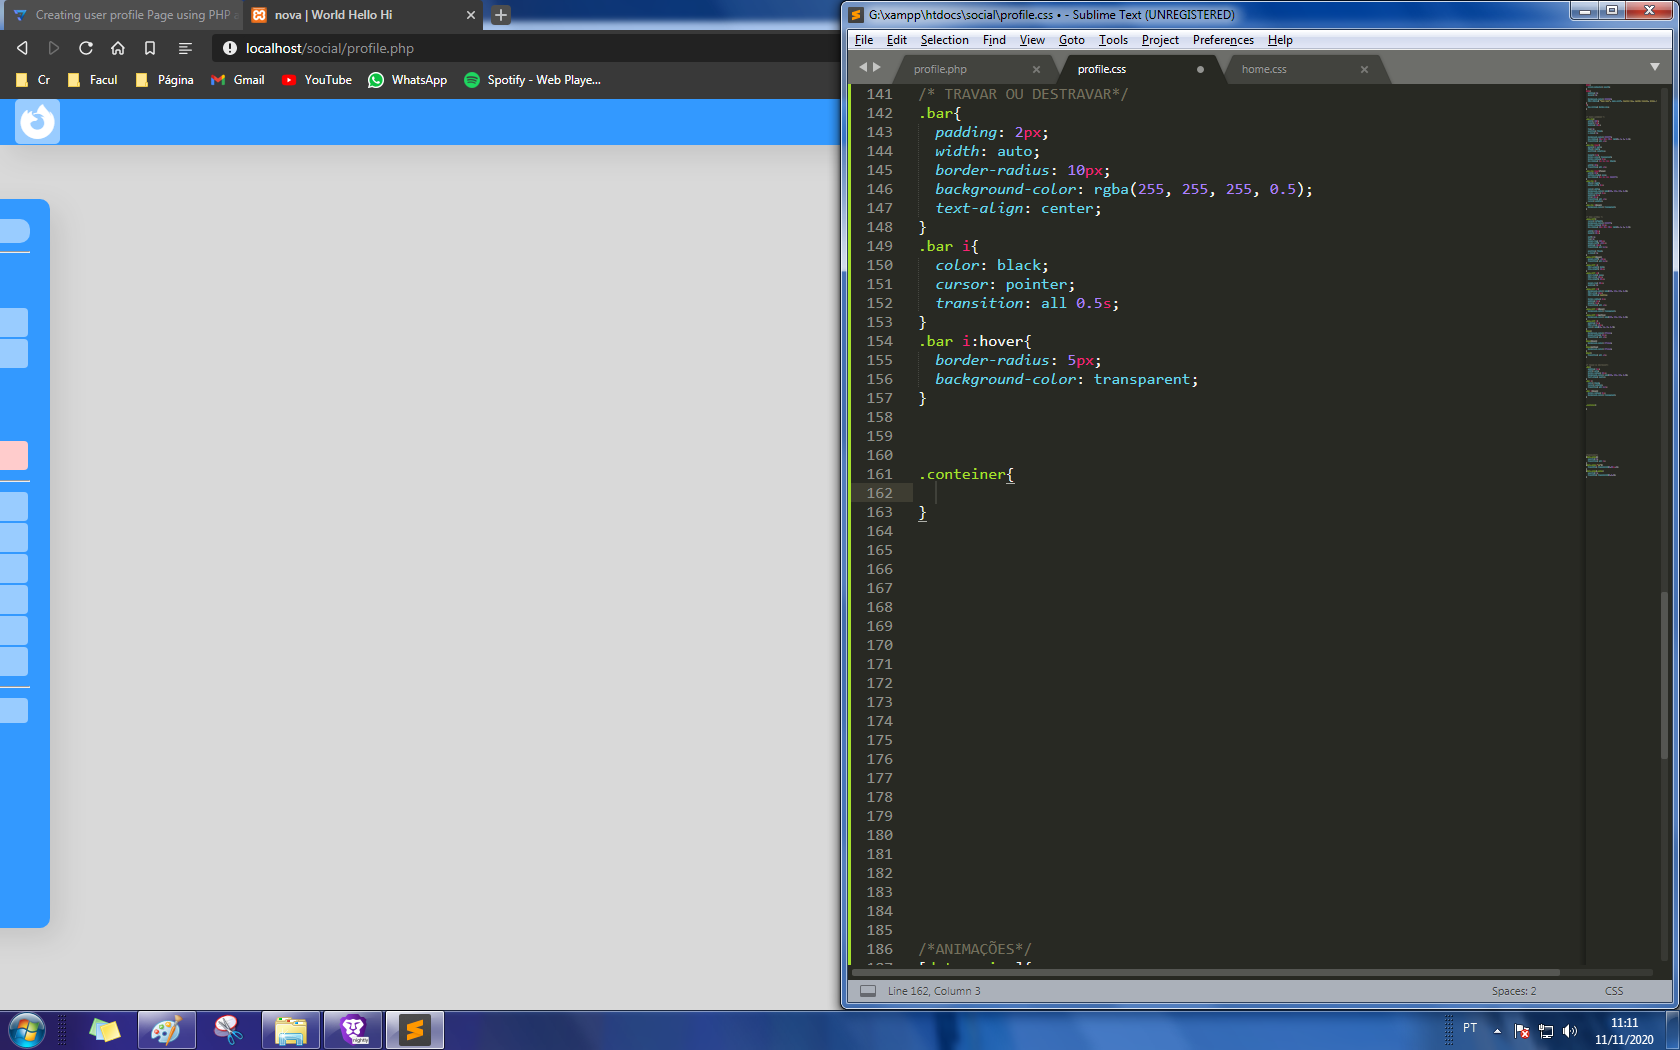 Creating user profile Page using PHP
nova | World Hello Hi
localhost/social/profile.php
Cr
Facul
Página
Gmail
YouTube
WhatsApp
Spotify - Web Playe...
G:\xampp\htdocs\social\profile.css • - Sublime Text (UNREGISTERED)
File Edit Selection Find View Goto Tools Project Preferences Help
profile.php
profile.css
home.css
141 /* TRAVAR OU DESTRAVAR*/
142 .bar{
143 padding: 2px;
144 width: auto;
145 border-radius: 10px;
146 background-color: rgba(255, 255, 255, 0.5);
147 text-align: center;
148 }
149 .bar i{
150 color: black;
151 cursor: pointer;
152 transition: all 0.5s;
153 }
154 .bar i:hover{
155 border-radius: 5px;
156 background-color: transparent;
157 }
158
159
160
161 .conteiner{
162
163 }
164
165
166
167
168
169
170
171
172
173
174
175
176
177
178
179
180
181
182
183
184
185
186 /*ANIMAÇÕES*/
Line 162, Column 3
Spaces: 2
CSS
nightly
PT
11:11
11/11/2020